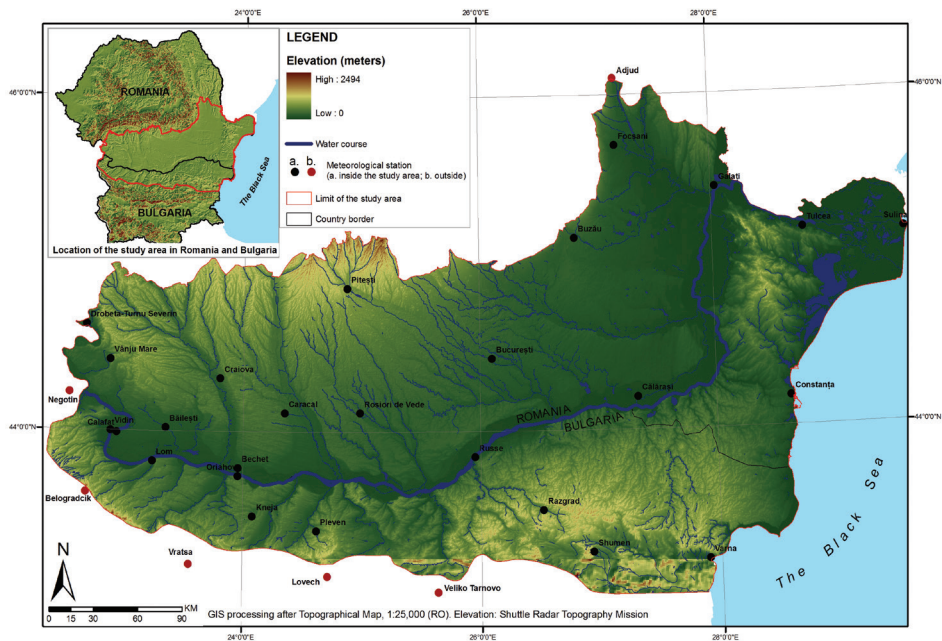 24°0'0"E
26°0'0"E
28°0'0"E
46°0'0"N
46°0'0"N
44°0'0"N
44°0'0"N
24°0'0"E
26°0'0"E
28°0'0"E
ROMANIA
BULGARIA
The Black Sea
Location of the study area in Romania and Bulgaria
LEGEND
Elevation (meters)
High : 2494
Low : 0
Water course
a. b.
Meteorological station
(a. inside the study area; b. outside)
Limit of the study area
Country border
Adjud
Focșani
Galați
Tulcea
Sulina
Buzău
Pitești
Drobeta-Turnu Severin
Vânju Mare
București
Craiova
Călărași
Constanța
Negotin
Cazacal
Rosiori de Vede
ROMANIA
BULGARIA
Calafat
Vidin
Băilești
Lom
Bechet
Oriahov
Russe
Belogradcik
Kneja
Razgrad
Pleven
Shumen
Varna
Vratsa
Lovech
Veliko Tarnovo
The Black Sea
N
0 15 30 60 90
KM
GIS processing after Topographical Map, 1:25,000 (RO). Elevation: Shuttle Radar Topography Mission